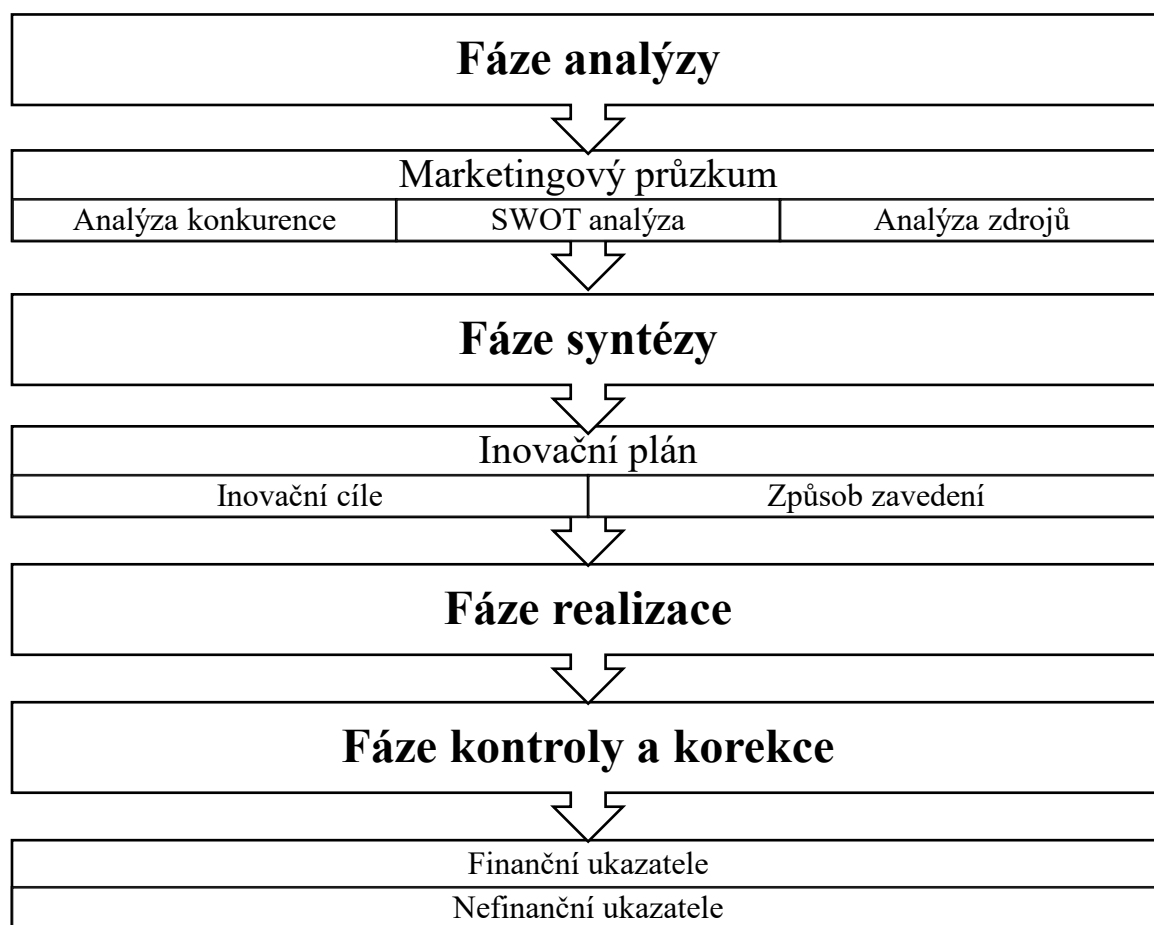 Fáze analýzy
Marketingový průzkum
Analýza konkurence
SWOT analýza
Analýza zdrojů
Fáze syntézy
Inovační plán
Inovační cíle
Způsob zavedení
Fáze realizace
Fáze kontroly a korekce
Finanční ukazatele
Nefinanční ukazatele